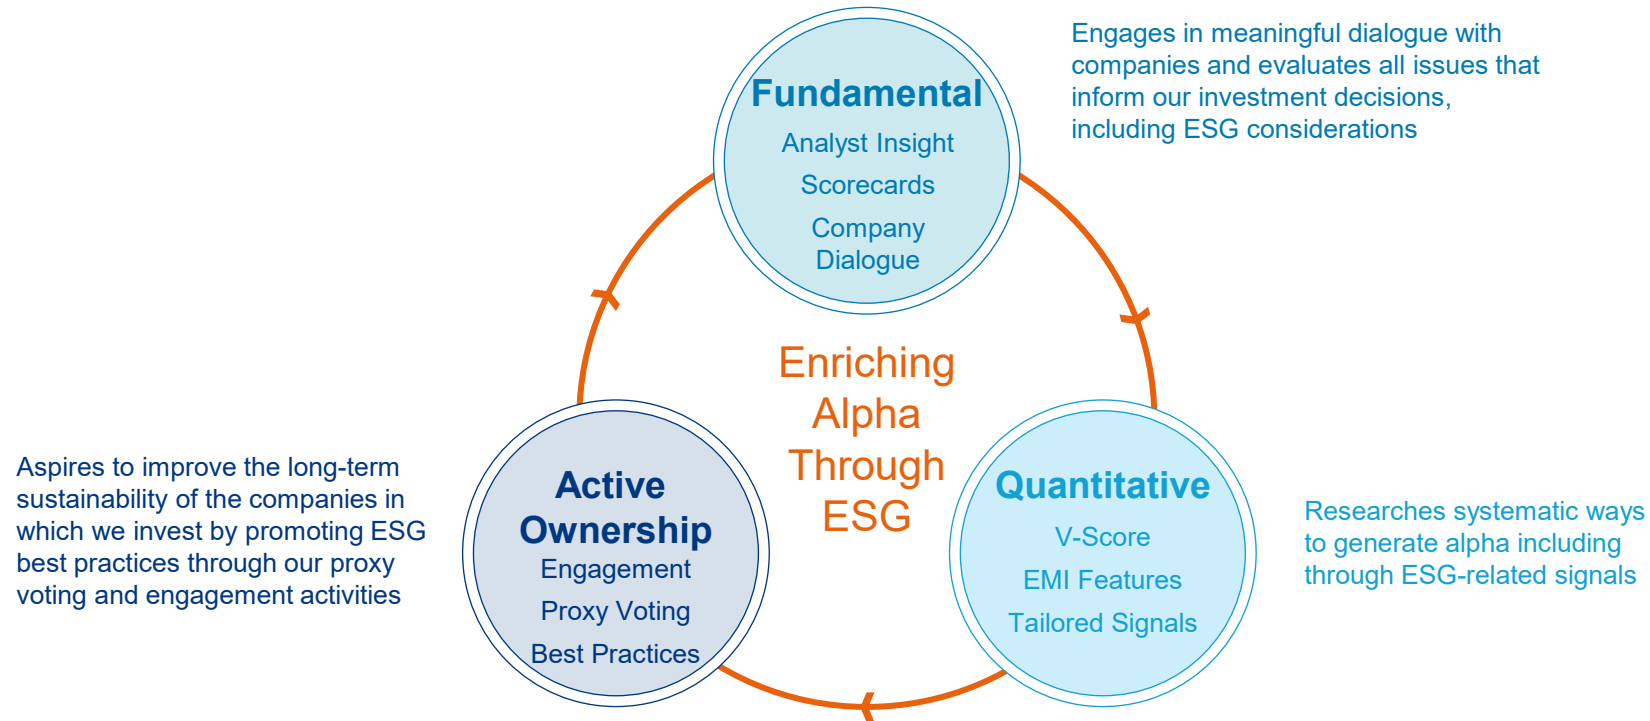 Fundamental
Analyst Insight
Scorecards
Company
Dialogue
Engages in meaningful dialogue with
companies and evaluates all issues that
inform our investment decisions,
including ESG considerations
Enriching
Alpha
Through
ESG
Aspires to improve the long-term
sustainability of the companies in
which we invest by promoting ESG
best practices through our proxy
voting and engagement activities
Active
Ownership
Engagement
Proxy Voting
Best Practices
Quantitative
V-Score
EMI Features
Tailored Signals
Researches systematic ways
to generate alpha including
through ESG-related signals